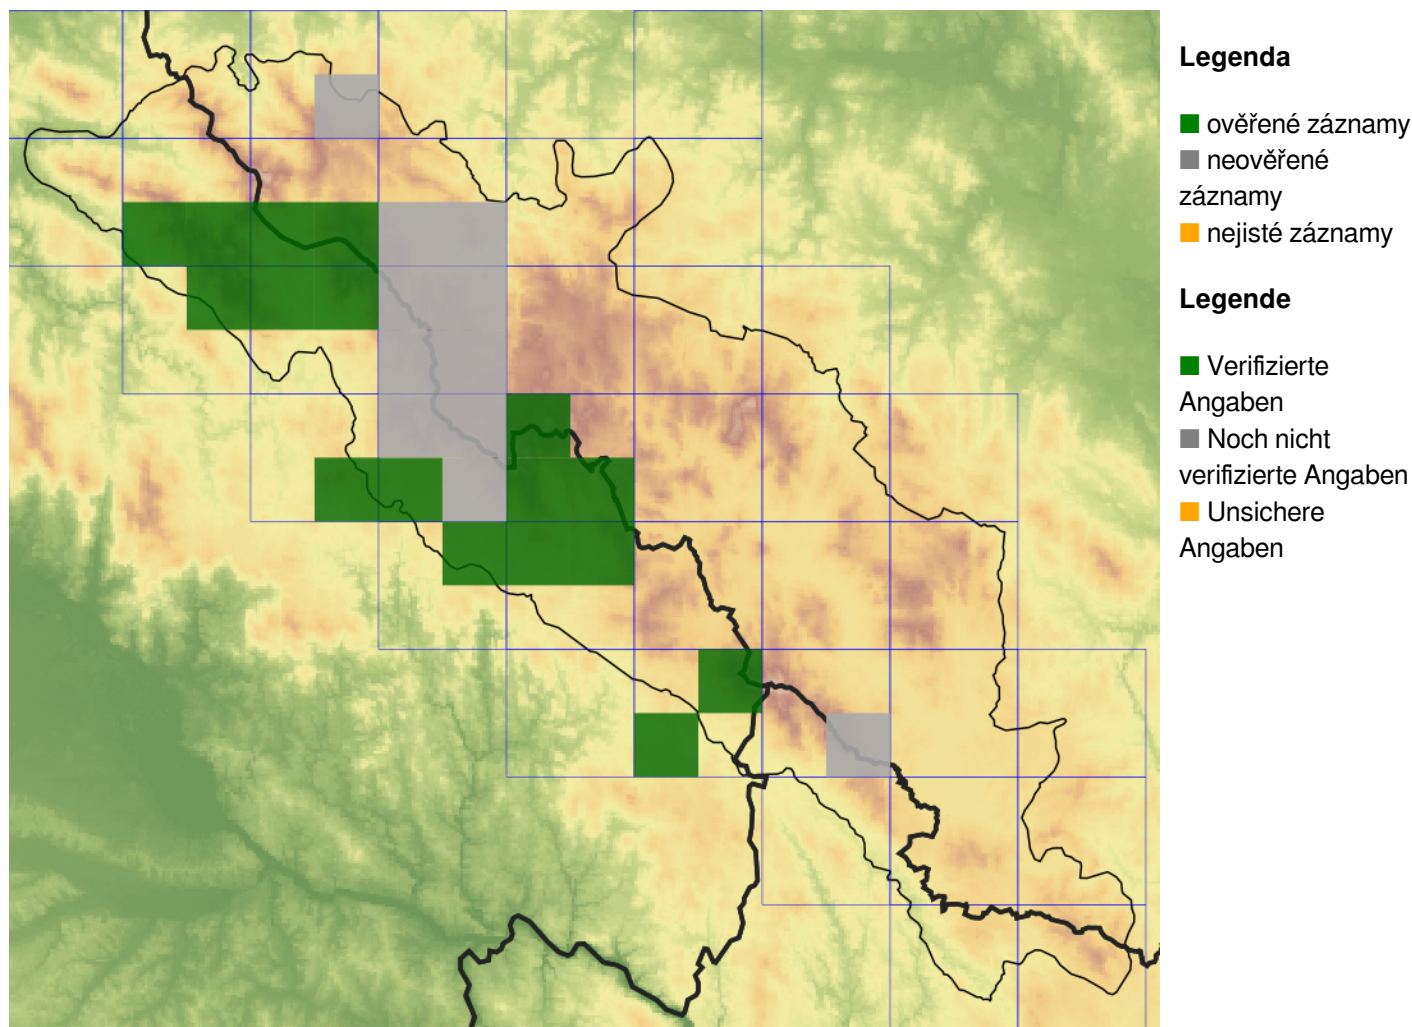 Legenda
ověřené záznamy
neověřené
záznamy
nejisté záznamy
Legende
Verifizierte
Angaben
Noch nicht
verifizierte Angaben
Unsichere
Angaben